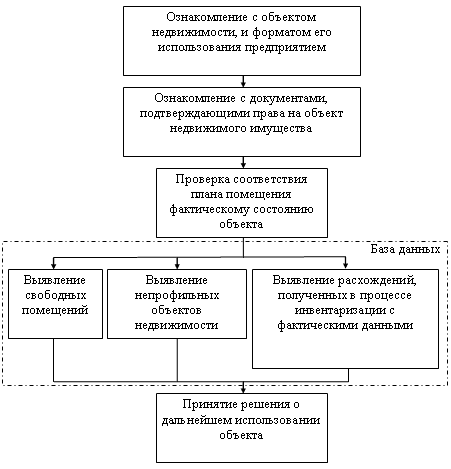 Ознакомление с объектом
недвижимости, и форматом его
использования предприятием
Ознакомление с документами,
подтверждающими права на объект
недвижимого имущества
Проверка соответствия
плана помещения
фактическому состоянию
объекта
База данных
Выявление
свободных
помещений
Выявление
непрофильных
объектов
недвижимости
Выявление расхождений,
полученных в процессе
инвентаризации с
фактическими данными
Принятие решения о
дальнейшем использовании
объекта